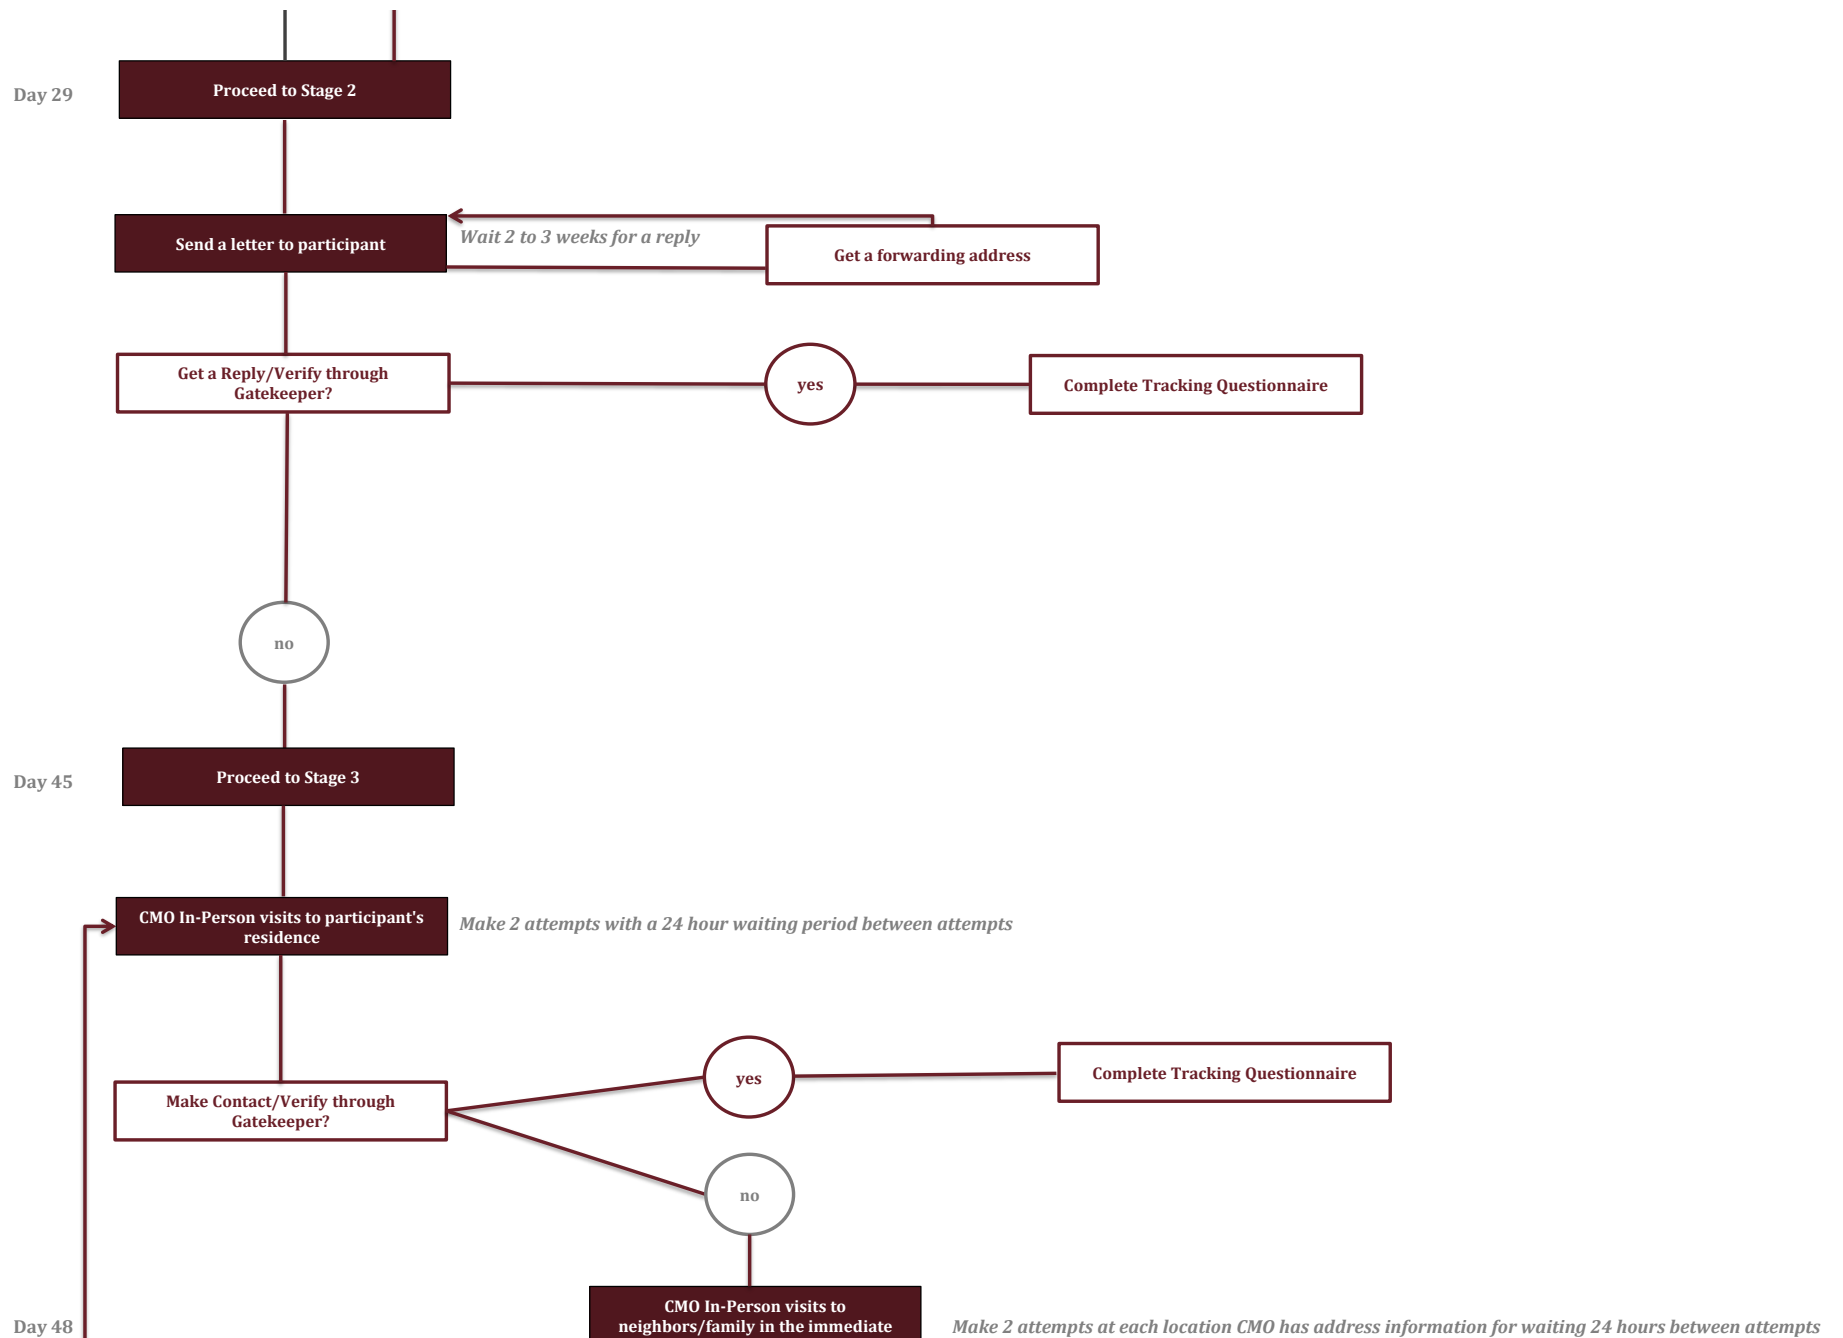 Day 29
Proceed to Stage 2
Send a letter to participant
Wait 2 to 3 weeks for a reply
Get a forwarding address
Get a Reply/Verify through
Gatekeeper?
yes
Complete Tracking Questionnaire
no
Day 45
Proceed to Stage 3
CMO In-Person visits to participant's
residence
Make 2 attempts with a 24 hour waiting period between attempts
Make Contact/Verify through
Gatekeeper?
yes
Complete Tracking Questionnaire
no
Day 48
CMO In-Person visits to
neighbors/family in the immediate
Make 2 attempts at each location CMO has address information for waiting 24 hours between attempts